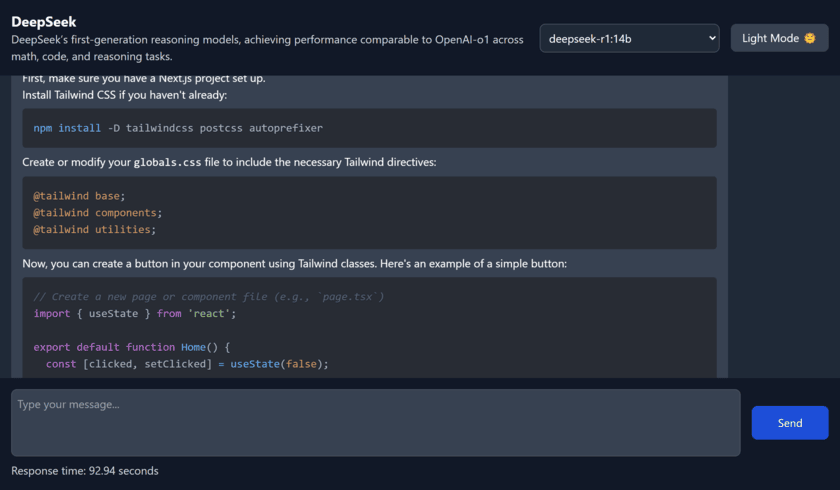 DeepSeek
DeepSeek's first-generation reasoning models, achieving performance comparable to OpenAI-o1 across
math, code, and reasoning tasks.
deepseek-r1:14b
Light Mode 🌞
First, make sure you have a Next.js project set up.
Install Tailwind CSS if you haven't already:
npm install -D tailwindcss postcss autoprefixer
Create or modify your globals.css file to include the necessary Tailwind directives:
@tailwind base;
@tailwind components;
@tailwind utilities;
Now, you can create a button in your component using Tailwind classes. Here's an example of a simple button:
// Create a new page or component file (e.g., `page.tsx`)
import { useState } from 'react';
export default function Home() {
const [clicked, setClicked] = useState(false);
Type your message...
Send
Response time: 92.94 seconds